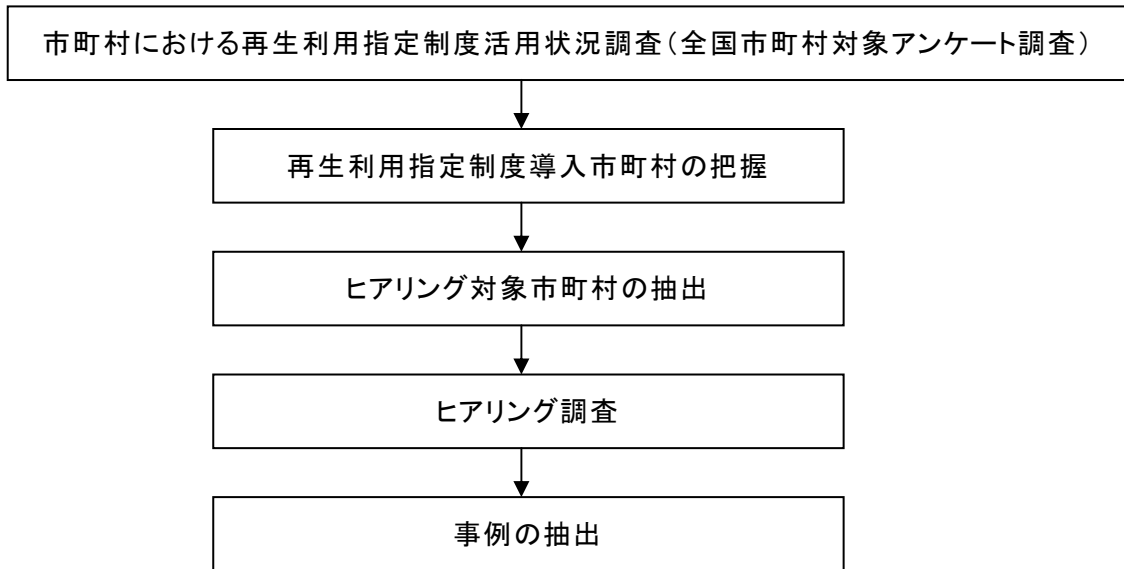 市町村における再生利用指定制度活用状況調査（全国市町村対象アンケート調査）
再生利用指定制度導入市町村の把握
ヒアリング対象市町村の抽出
ヒアリング調査
事例の抽出